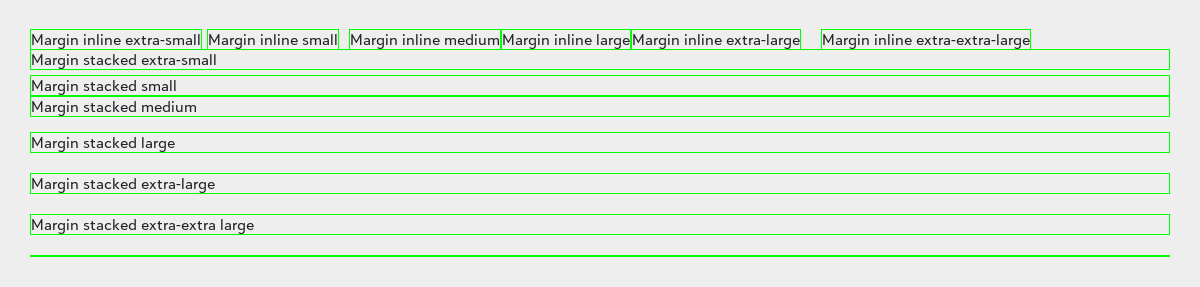 Margin inline extra-small Margin inline small Margin inline medium Margin inline large Margin inline extra-large Margin inline extra-extra-large
Margin stacked extra-small
Margin stacked small
Margin stacked medium
Margin stacked large
Margin stacked extra-large
Margin stacked extra-extra large